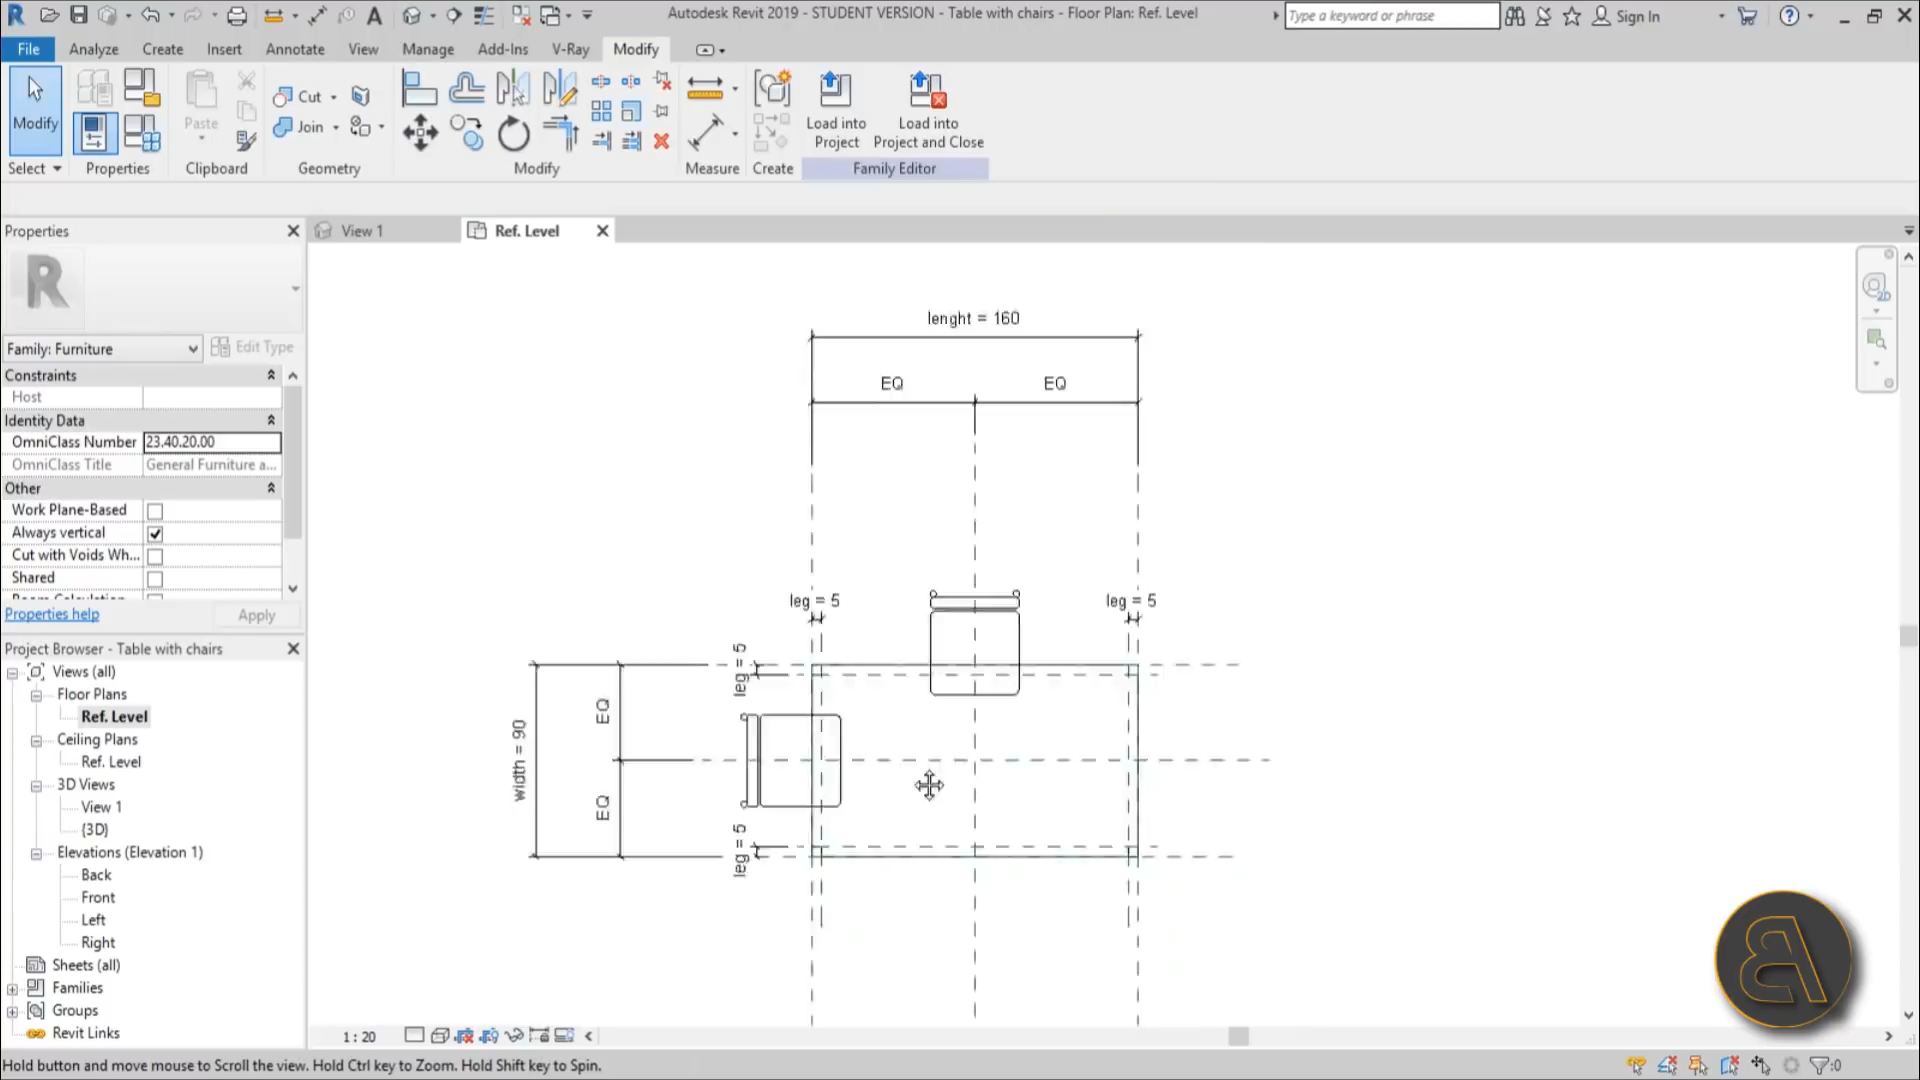 Autodesk Revit 2019 - STUDENT VERSION - Table with chairs - Floor Plan: Ref. Level
Type a keyword or phrase
Sign In
File
Analyze
Create
Insert
Annotate
View
Manage
Add-Ins
V-Ray
Modify
Modify
Paste
Cut
Join
Load into
Project
Load into
Project and Close
Select
Properties
Clipboard
Geometry
Modify
Measure
Create
Family Editor
Properties
View 1
Ref. Level
Family: Furniture
Edit Type
Constraints
Host
Identity Data
OmniClass Number 23.40.20.00
OmniClass Title General Furniture a...
Other
Work Plane-Based
Always vertical
Cut with Voids Wh...
Shared
Properties help
Apply
Project Browser - Table with chairs
Views (all)
Floor Plans
Ref. Level
Ceiling Plans
Ref. Level
3D Views
View 1
{3D}
Elevations (Elevation 1)
Back
Front
Left
Right
Sheets (all)
Families
Groups
Revit Links
lenght = 160
EQ
EQ
leg = 5
leg = 5
leg = 5
width = 90
EQ
EQ
leg = 5
2D
1 : 20
Hold button and move mouse to Scroll the view. Hold Ctrl key to Zoom. Hold Shift key to Spin.
:0